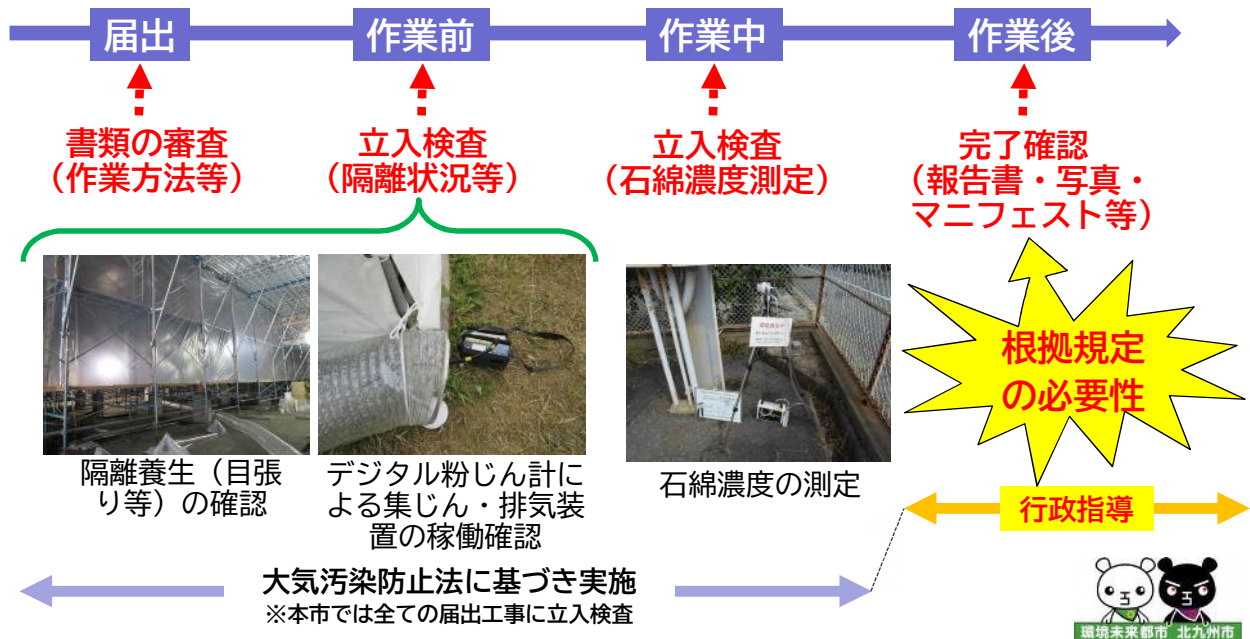 届出
作業前
作業中
作業後
書類の審査
（作業方法等）
立入検査
（隔離状況等）
立入検査
（石綿濃度測定）
完了確認
（報告書・写真・
マニフェスト等）
隔離養生（目張
り等）の確認
デジタル粉じん計に
よる集じん・排気装
置の稼働確認
石綿濃度の測定
根拠規定
の必要性
行政指導
大気汚染防止法に基づき実施
※本市では全ての届出工事に立入検査
環境未来都市 北九州市